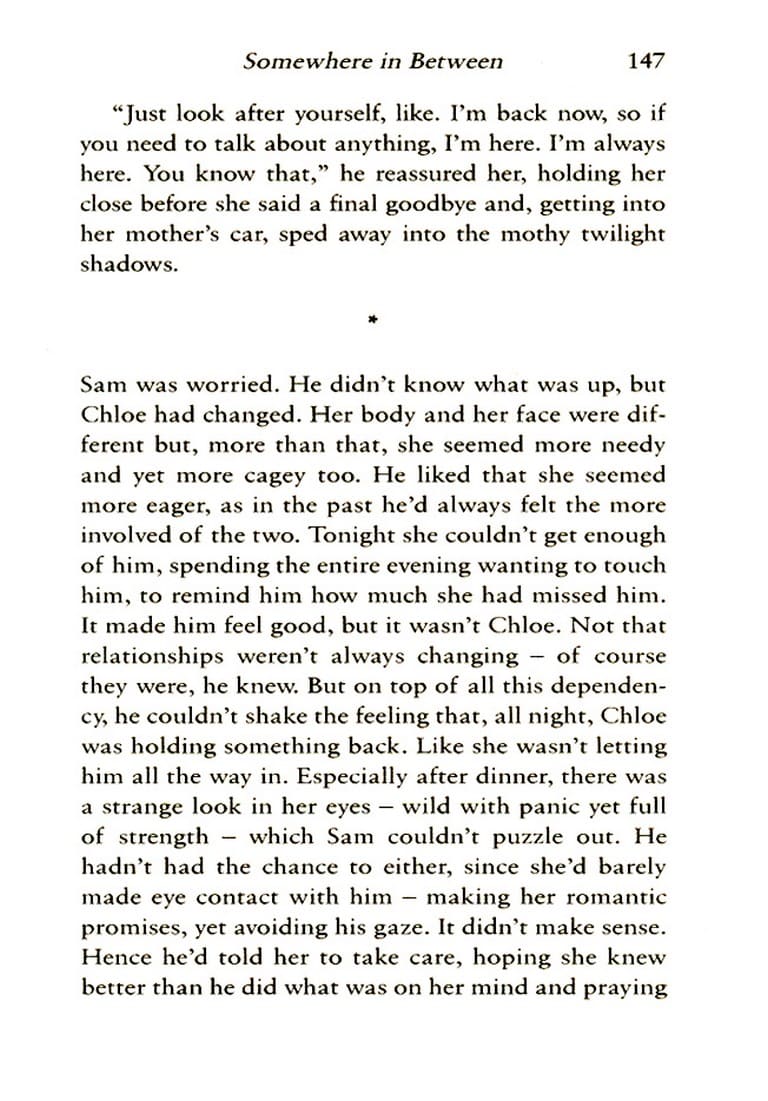 Somewhere in Between 147
“Just look after yourself, like. I’m back now, so if
you need to talk about anything, I’m here. I’m always
here. You know that,” he reassured her, holding her
close before she said a final goodbye and, getting into
her mother’s car, sped away into the mothy twilight
shadows.
*
Sam was worried. He didn’t know what was up, but
Chloe had changed. Her body and her face were dif-
ferent but, more than that, she seemed more needy
and yet more cagey too. He liked that she seemed
more eager, as in the past he’d always felt the more
involved of the two. Tonight she couldn’t get enough
of him, spending the entire evening wanting to touch
him, to remind him how much she had missed him.
It made him feel good, but it wasn’t Chloe. Not that
relationships weren’t always changing – of course
they were, he knew. But on top of all this dependen-
cy, he couldn’t shake the feeling that, all night, Chloe
was holding something back. Like she wasn’t letting
him all the way in. Especially after dinner, there was
a strange look in her eyes – wild with panic yet full
of strength – which Sam couldn’t puzzle out. He
hadn’t had the chance to either, since she’d barely
made eye contact with him – making her romantic
promises, yet avoiding his gaze. It didn’t make sense.
Hence he’d told her to take care, hoping she knew
better than he did what was on her mind and praying